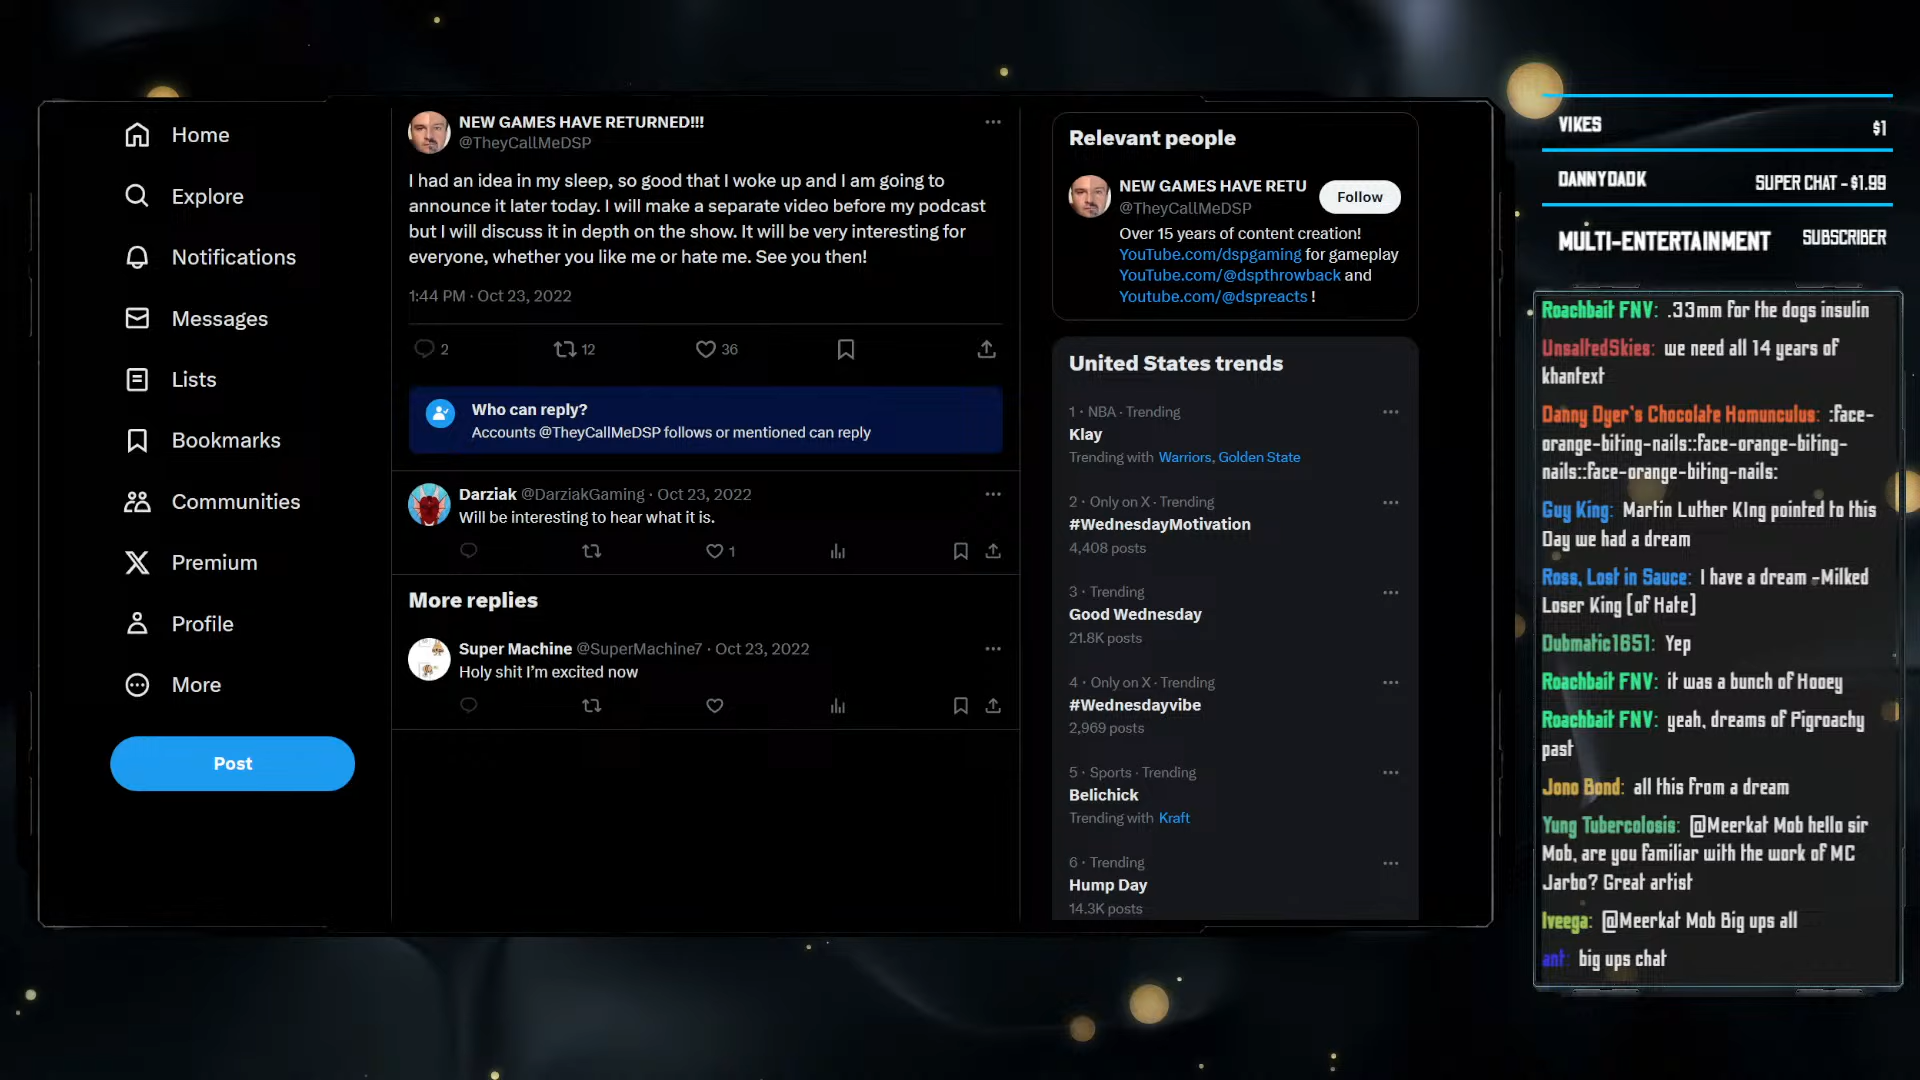 Home
Explore
Notifications
Messages
Lists
Bookmarks
Communities
Premium
Profile
More
Post
NEW GAMES HAVE RETURNED!!!
@TheyCallMeDSP
I had an idea in my sleep, so good that I woke up and I am going to
announce it later today. I will make a separate video before my podcast
but I will discuss it in depth on the show. It will be very interesting for
everyone, whether you like me or hate me. See you then!
1:44 PM · Oct 23, 2022
2 12 36
Who can reply?
Accounts @TheyCallMeDSP follows or mentioned can reply
Darziak @DarziakGaming · Oct 23, 2022
Will be interesting to hear what it is.
1
More replies
Super Machine @SuperMachine7 · Oct 23, 2022
Holy shit I'm excited now
Relevant people
NEW GAMES HAVE RETU
@TheyCallMeDSP
Follow
Over 15 years of content creation!
YouTube.com/dspgaming for gameplay
YouTube.com/@dspthrowback and
Youtube.com/@dspreacts !
United States trends
1 · NBA · Trending
Klay
Trending with Warriors, Golden State
2 · Only on X · Trending
#WednesdayMotivation
4,408 posts
3 · Trending
Good Wednesday
21.8K posts
4 · Only on X · Trending
#Wednesdayvibe
2,969 posts
5 · Sports · Trending
Belichick
Trending with Kraft
6 · Trending
Hump Day
14.3K posts
VIKES $1
DANNYDADK SUPER CHAT - $1.99
MULTI-ENTERTAINMENT SUBSCRIBER
Roachbait FNV: .33mm for the dogs insulin
UnsaltedSkies: we need all 14 years of
khantext
Danny Dyer's Chocolate Homunculus: :face-
orange-biting-nails::face-orange-biting-
nails::face-orange-biting-nails:
Guy King: Martin Luther KIng pointed to this
Day we had a dream
Ross, Lost in Sauce: I have a dream -Milked
Loser King [of Hate]
Dubmatic1651: Yep
Roachbait FNV: it was a bunch of Hooey
Roachbait FNV: yeah, dreams of Pigroachy
past
Jono Bond: all this from a dream
Yung Tubercolosis: @Meerkat Mob hello sir
Mob, are you familiar with the work of MC
Jarbo? Great artist
Iveega: @Meerkat Mob Big ups all
ant: big ups chat